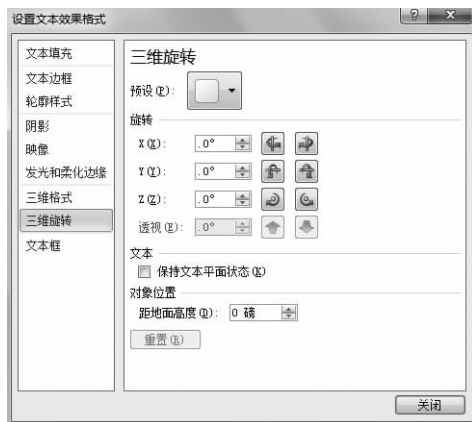 设置文本效果格式
文本填充
文本边框
轮廓样式
阴影
映像
发光和柔化边缘
三维格式
三维旋转
文本框
三维旋转
预设(P):
旋转
X(X): .0°
Y(Y): .0°
Z(Z): .0°
透视(E): .0°
文本
保持文本平面状态(K)
对象位置
距地面高度(D): 0 磅
重置(R)
关闭